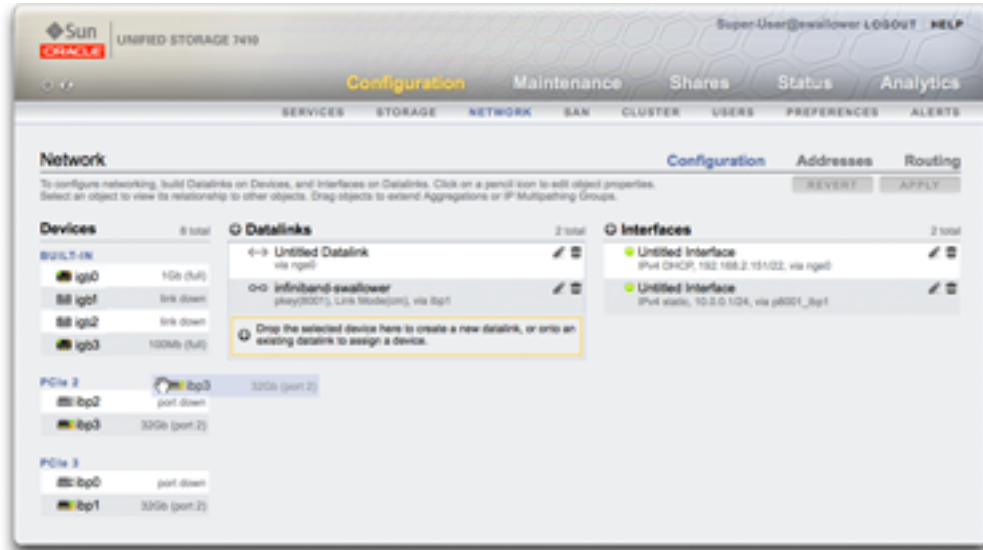 Sun
ORACLE
UNIFIED STORAGE 7410
Super-User@swallower LOGOUT HELP
Configuration Maintenance Shares Status Analytics
SERVICES STORAGE NETWORK SAN CLUSTER USERS PREFERENCES ALERTS
Network
Configuration Addresses Routing
To configure networking, build Datalinks on Devices, and Interfaces on Datalinks. Click on a pencil icon to edit object properties.
Select an object to view its relationship to other objects. Drag objects to extend Aggregations or IP Multipathing Groups.
REVERT APPLY
Devices 8 total
BUILT-IN
igb0 1Gb (full)
igb1 link down
igb2 link down
igb3 100Mb (full)
PCIe 2
ibp3 32Gb (port 2)
ibp2 port down
ibp3 32Gb (port 2)
PCIe 3
ibp0 port down
ibp1 32Gb (port 2)
Datalinks 2 total
Untitled Datalink
via nge0
infiniband-swallower
pkey(8001), Link Mode(cm), via ibp1
Drop the selected device here to create a new datalink, or onto an
existing datalink to assign a device.
Interfaces 2 total
Untitled Interface
IPv4 DHCP, 192.168.2.151/22, via nge0
Untitled Interface
IPv4 static, 10.0.0.1/24, via p8001_ibp1